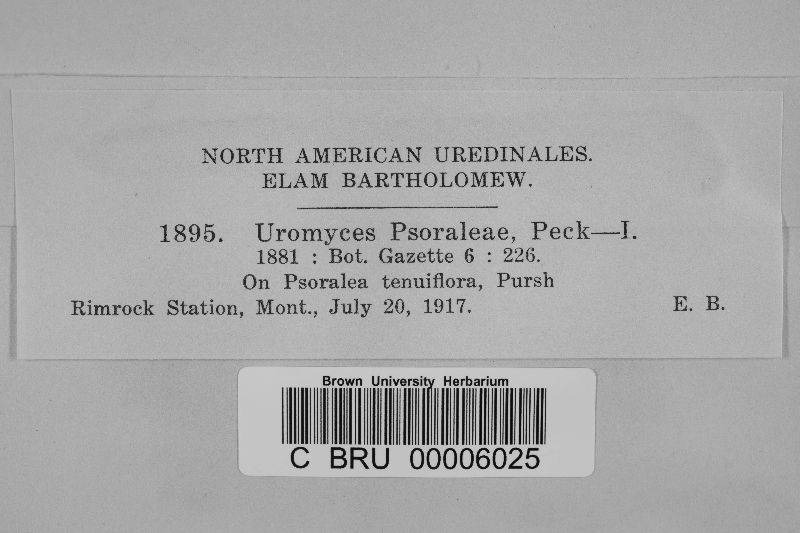 NORTH AMERICAN UREDINALES.
ELAM BARTHOLOMEW.
1895. Uromyces Psoraleae, Peck—I.
1881 : Bot. Gazette 6 : 226.
On Psoralea tenuiflora, Pursh
Rimrock Station, Mont., July 20, 1917. E. B.
Brown University Herbarium
C BRU 00006025